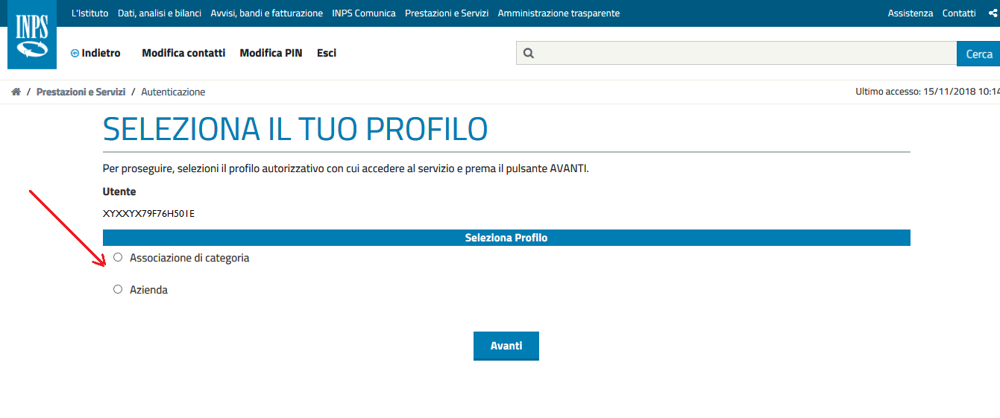 L'Istituto Dati, analisi e bilanci Avvisi, bandi e fatturazione INPS Comunica Prestazioni e Servizi Amministrazione trasparente Assistenza Contatti
INPS
Indietro Modifica contatti Modifica PIN Esci Cerca
/ Prestazioni e Servizi / Autenticazione Ultimo accesso: 15/11/2018 10:14
SELEZIONA IL TUO PROFILO
Per proseguire, selezioni il profilo autorizzativo con cui accedere al servizio e prema il pulsante AVANTI.
Utente
XYXXYX79F76H501E
Seleziona Profilo
Associazione di categoria
Azienda
Avanti